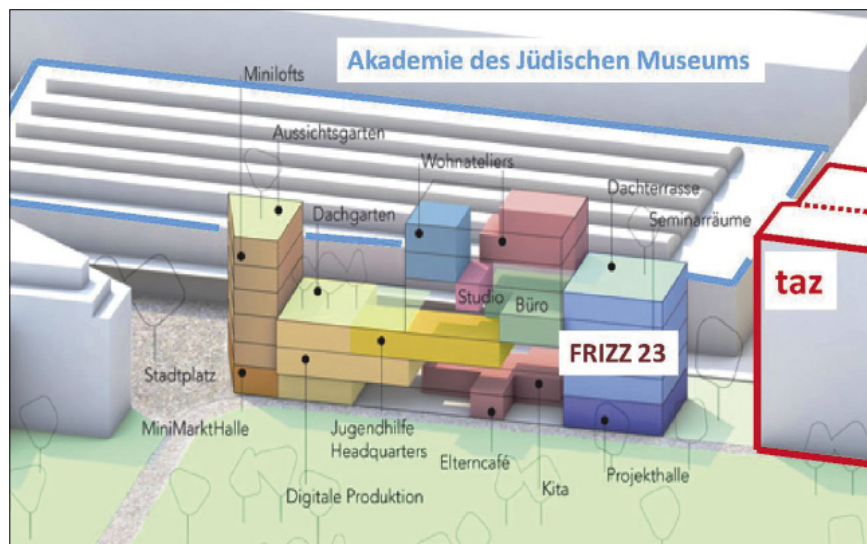 Akademie des Jüdischen Museums
Minilofts
Aussichtsgarten
Wohnateliers
Dachterrasse
Dachgarten
Seminarräume
taz
Studio
Büro
FRIZZ 23
Stadtplatz
MiniMarktHalle
Jugendhilfe
Headquarters
Elterncafé
Projekthalle
Digitale Produktion
Kita